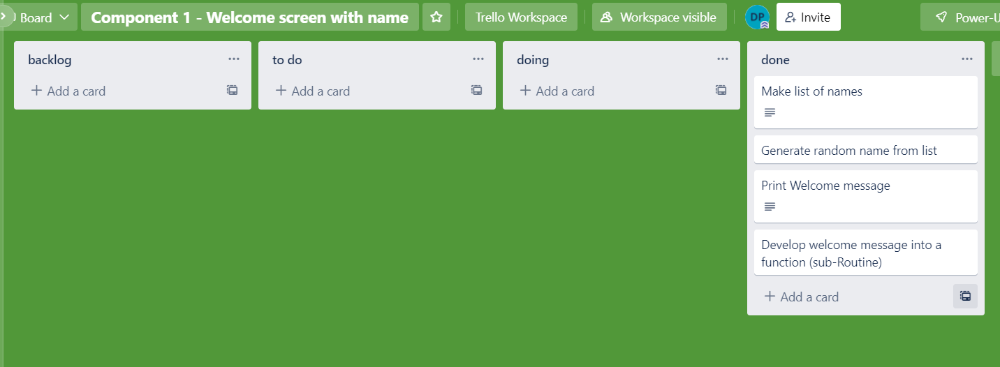 Board
Component 1 - Welcome screen with name
Trello Workspace
Workspace visible
DP
Invite
backlog
Add a card
to do
Add a card
doing
Add a card
done
Make list of names
Generate random name from list
Print Welcome message
Develop welcome message into a
function (sub-Routine)
Add a card